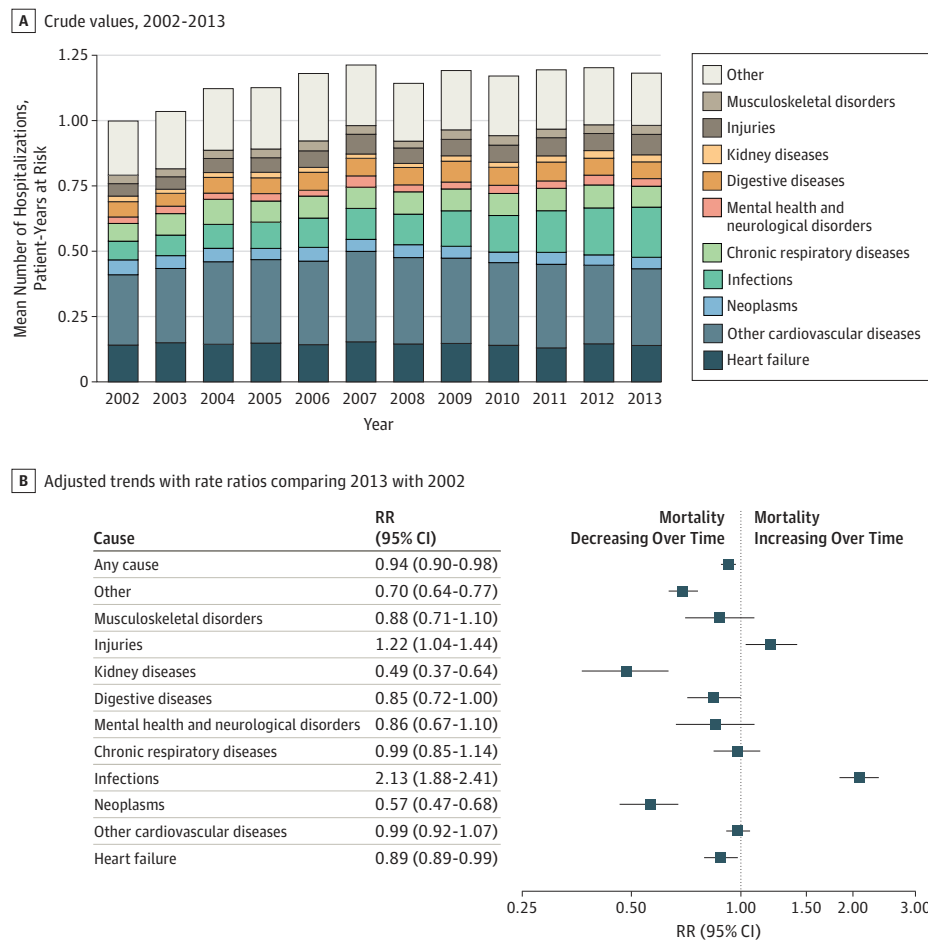 A Crude values, 2002-2013
Mean Number of Hospitalizations,
Patient-Years at Risk
1.25
1.00
0.75
0.50
0.25
0
2002 2003 2004 2005 2006 2007 2008 2009 2010 2011 2012 2013
Year
Other
Musculoskeletal disorders
Injuries
Kidney diseases
Digestive diseases
Mental health and
neurological disorders
Chronic respiratory diseases
Infections
Neoplasms
Other cardiovascular diseases
Heart failure
B Adjusted trends with rate ratios comparing 2013 with 2002
Cause
RR
(95% CI)
Mortality
Decreasing Over Time
Mortality
Increasing Over Time
Any cause 0.94 (0.90-0.98)
Other 0.70 (0.64-0.77)
Musculoskeletal disorders 0.88 (0.71-1.10)
Injuries 1.22 (1.04-1.44)
Kidney diseases 0.49 (0.37-0.64)
Digestive diseases 0.85 (0.72-1.00)
Mental health and neurological disorders 0.86 (0.67-1.10)
Chronic respiratory diseases 0.99 (0.85-1.14)
Infections 2.13 (1.88-2.41)
Neoplasms 0.57 (0.47-0.68)
Other cardiovascular diseases 0.99 (0.92-1.07)
Heart failure 0.89 (0.89-0.99)
0.25 0.50 1.00 1.50 2.00 3.00
RR (95% CI)